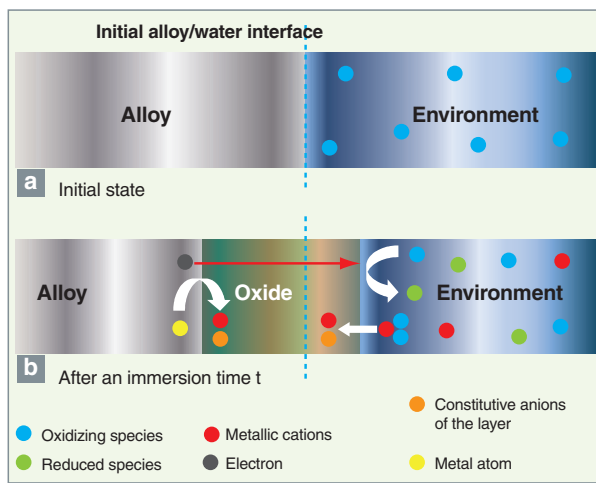 Initial alloy/water interface
Alloy
Environment
a Initial state
Alloy
Oxide
Environment
b After an immersion time t
Oxidizing species
Metallic cations
Constitutive anions
of the layer
Reduced species
Electron
Metal atom